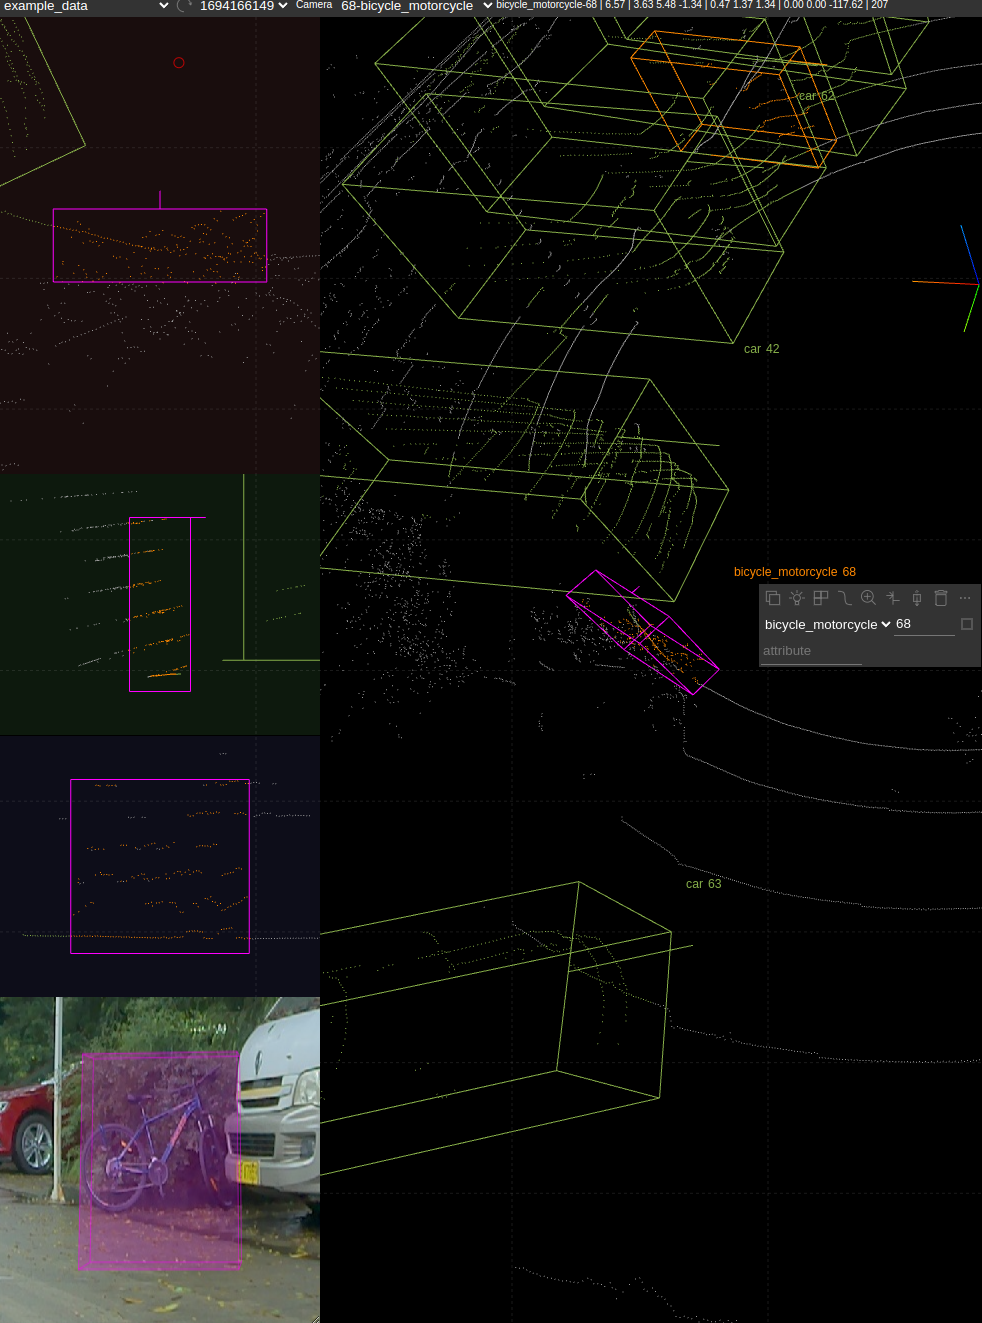 example_data 1694166149 Camera 68-bicycle_motorcycle bicycle_motorcycle-68 | 6.57 | 3.63 5.48 -1.34 | 0.47 1.37 1.34 | 0.00 0.00 -117.62 | 207
car 62
car 42
bicycle_motorcycle 68
bicycle_motorcycle 68
attribute
car 63